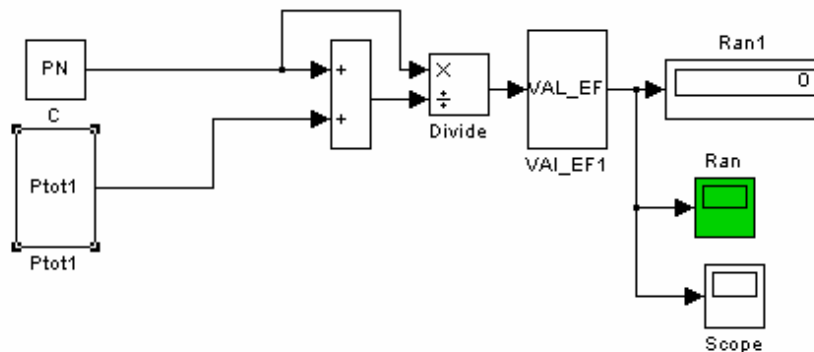 PN
C
Ptot1
Ptot1
+
+
×
÷
Divide
VAL_EF
VAI_EF1
Ran1
0
Ran
Scope